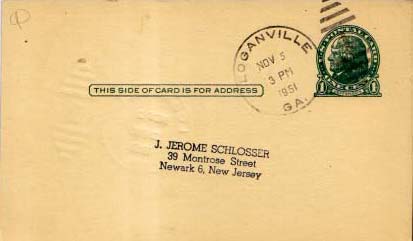 LOGANVILLE
NOV 5
3 PM
1951
GA.
THIS SIDE OF CARD IS FOR ADDRESS
J. JEROME SCHLOSSER
39 Montrose Street
Newark 6, New Jersey